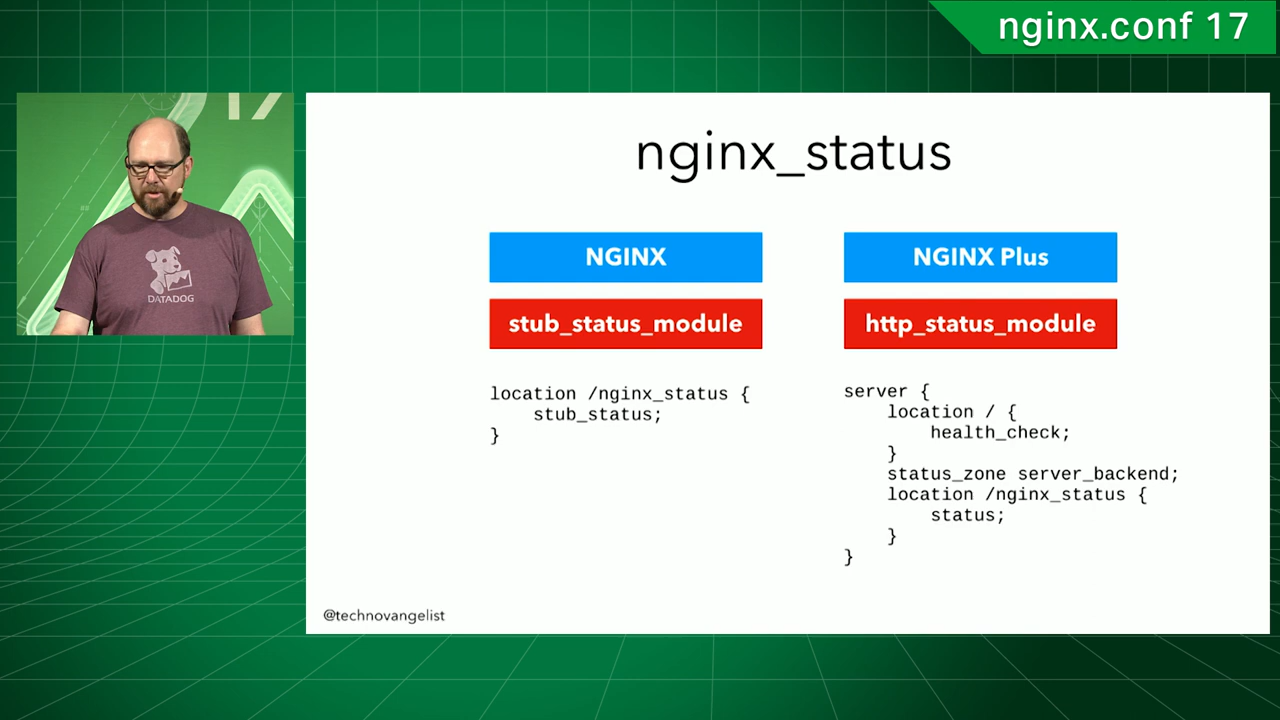 nginx.conf 17
17
DATADOG
nginx_status
NGINX
stub_status_module
location /nginx_status {
    stub_status;
}
NGINX Plus
http_status_module
server {
    location / {
        health_check;
    }
    status_zone server_backend;
    location /nginx_status {
        status;
    }
}
@technovangelist